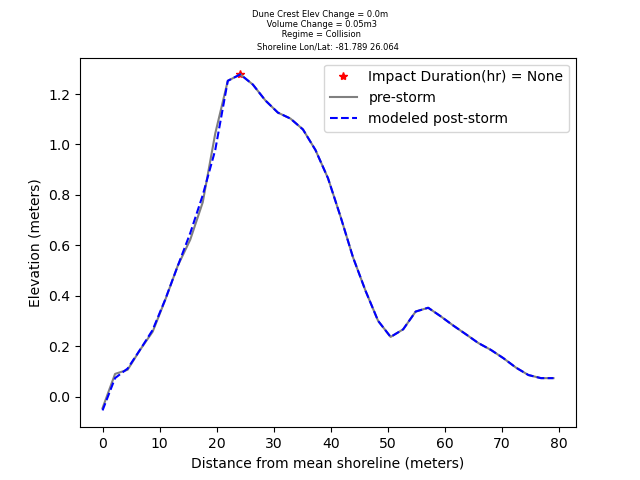 Dune Crest Elev Change = 0.0m
Volume Change = 0.05m3
Regime = Collision
Shoreline Lon/Lat: -81.789 26.064
Impact Duration(hr) = None
pre-storm
modeled post-storm
Elevation (meters)
1.2
1.0
0.8
0.6
0.4
0.2
0.0
0 10 20 30 40 50 60 70 80
Distance from mean shoreline (meters)